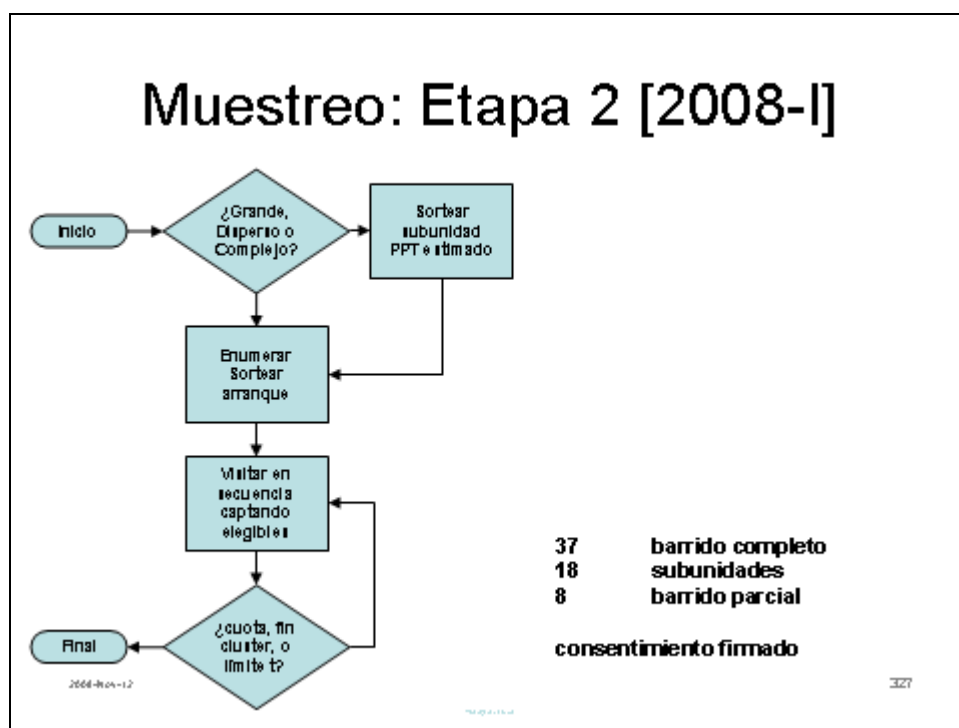 Muestreo: Etapa 2 [2008-I]
Inicio
¿Grande,
Disperso o
Complejo?
Sortear
subunidad
PPT estimado
Enumerar
Sortear
arranque
Visitar en
secuencia
captando
elegibles
¿cuota, fin
cluster, o
límite t?
Final
37 barrido completo
18 subunidades
8 barrido parcial
consentimiento firmado
327